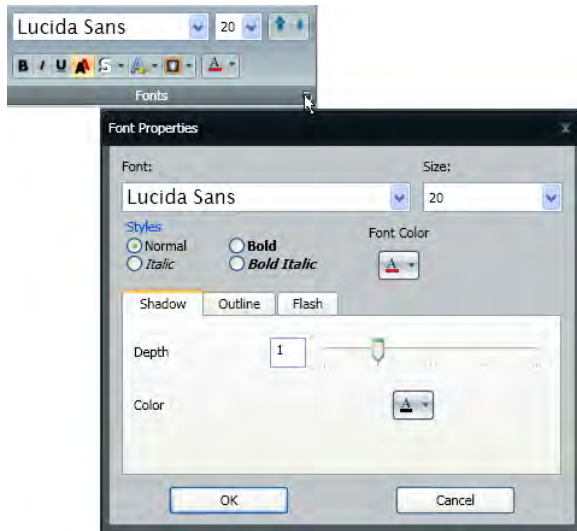 Lucida Sans 20
B I U A S A A
Fonts
Font Properties x
Font: Size:
Lucida Sans 20
Styles Font Color
Normal Bold
Italic Bold Italic
A
Shadow Outline Flash
Depth 1
Color A
OK Cancel